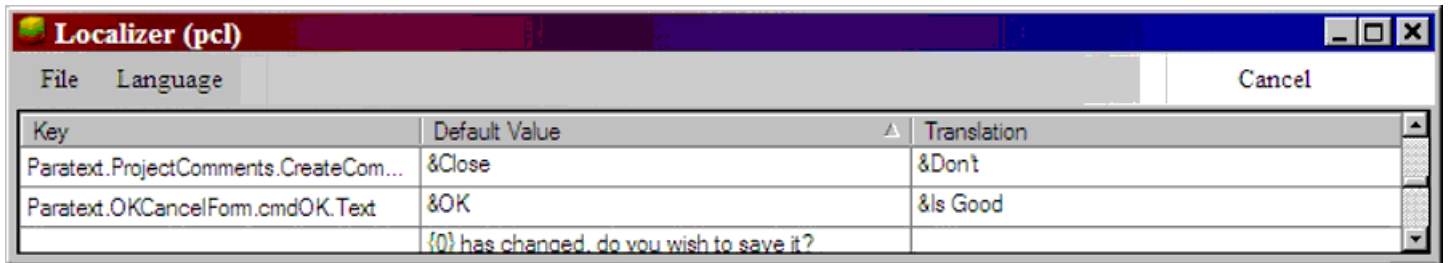 Localizer (pcl)
File Language Cancel
Key Default Value Translation
Paratext.ProjectComments.CreateCom... &Close &Don't
Paratext.OKCancelForm.cmdOK.Text &OK &Is Good
{0} has changed, do you wish to save it?